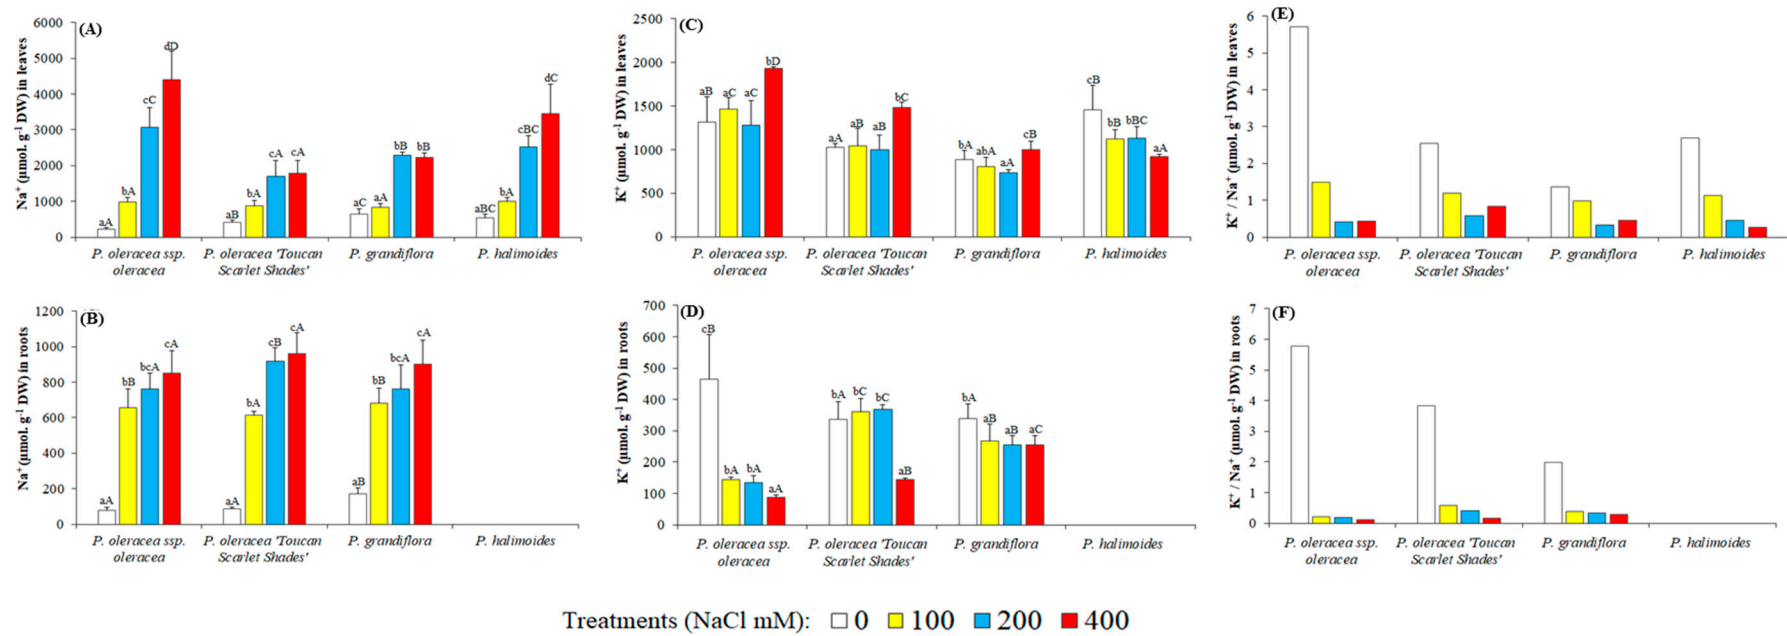 (A)
Na⁺ (µmol. g⁻¹ DW) in leaves
6000
5000
4000
3000
2000
1000
0
aA bA cC dD
aB bA cA cA
aC aA bB bB
aBC bA cBC dC
P. oleracea ssp. oleracea
P. oleracea 'Toucan Scarlet Shades'
P. grandiflora
P. halimoides
(C)
K⁺ (µmol. g⁻¹ DW) in leaves
2500
2000
1500
1000
500
0
aB aC aC bD
aA aB aB bC
bA abA aA cB
cB bB bBC aA
P. oleracea ssp. oleracea
P. oleracea 'Toucan Scarlet Shades'
P. grandiflora
P. halimoides
(E)
K⁺ / Na⁺ (µmol. g⁻¹ DW) in leaves
6
5
4
3
2
1
0
P. oleracea ssp. oleracea
P. oleracea 'Toucan Scarlet Shades'
P. grandiflora
P. halimoides
(B)
Na⁺ (µmol. g⁻¹ DW) in roots
1200
1000
800
600
400
200
0
aA bB bcA cA
aA bA cB cA
aB bB bcA cA
P. oleracea ssp. oleracea
P. oleracea 'Toucan Scarlet Shades'
P. grandiflora
P. halimoides
(D)
K⁺ (µmol. g⁻¹ DW) in roots
700
600
500
400
300
200
100
0
cB bA bA aA
bA bC bC aB
bA aB aB aC
P. oleracea ssp. oleracea
P. oleracea 'Toucan Scarlet Shades'
P. grandiflora
P. halimoides
(F)
K⁺ / Na⁺ (µmol. g⁻¹ DW) in roots
7
6
5
4
3
2
1
0
P. oleracea ssp. oleracea
P. oleracea 'Toucan Scarlet Shades'
P. grandiflora
P. halimoides
Treatments (NaCl mM): 0 100 200 400